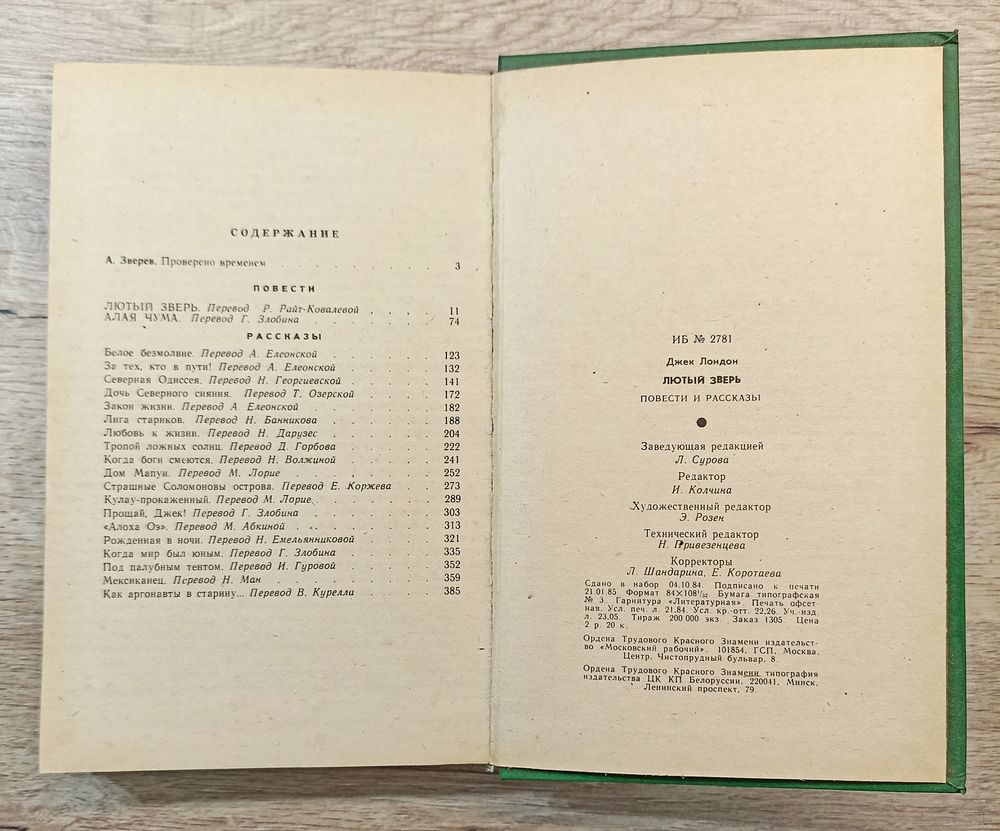 СОДЕРЖАНИЕ
А. Зверев. Проверено временем . . . . . . . 3
ПОВЕСТИ
ЛЮТЫЙ ЗВЕРЬ. Перевод Р. Райт-Ковалевой . . . . 11
АЛАЯ ЧУМА. Перевод Г. Злобина . . . . . . 74
РАССКАЗЫ
Белое безмолвие. Перевод А. Елеонской . . . . . 123
За тех, кто в пути! Перевод А. Елеонской . . . . 132
Северная Одиссея. Перевод Н. Георгиевской . . . . 141
Дочь Северного сияния. Перевод Т. Озерской . . . . 172
Закон жизни. Перевод А. Елеонской . . . . . 182
Лига стариков. Перевод Н. Банникова . . . . . 188
Любовь к жизни. Перевод Н. Дарузес . . . . . 204
Тропой ложных солнц. Перевод Д. Горбова . . . . 222
Когда боги смеются. Перевод Н. Волжиной . . . . 241
Дом Мапуи. Перевод М. Лорие . . . . . . 252
Страшные Соломоновы острова. Перевод Е. Коржева . . . 273
Кулау-прокаженный. Перевод М. Лорие . . . . . 289
Прощай, Джек! Перевод Г. Злобина . . . . . 303
«Алоха Оэ». Перевод М. Абкиной . . . . . . 313
Рожденная в ночи. Перевод Н. Емельянниковой . . . . 321
Когда мир был юным. Перевод Г. Злобина . . . . 335
Под палубным тентом. Перевод И. Гуровой . . . . 352
Мексиканец. Перевод Н. Ман . . . . . . 359
Как аргонавты в старину... Перевод В. Курелла . . . . 385
ИБ № 2781
Джек Лондон
ЛЮТЫЙ ЗВЕРЬ
ПОВЕСТИ И РАССКАЗЫ
Заведующая редакцией
Л. Сурова
Редактор
И. Колчина
Художественный редактор
Э. Розен
Технический редактор
Н. Привезенцева
Корректоры
Л. Шандарина, Е. Коротаева
Сдано в набор 04.10.84. Подписано к печати
21.01.85. Формат 84×108¹/₃₂. Бумага типографская
№ 3. Гарнитура «Литературная». Печать офсет-
ная. Усл. печ. л. 21,84. Усл. кр.-отт. 22,26. Уч.-изд.
л. 23,05. Тираж 200 000 экз. Заказ 1305. Цена
2 р. 20 к.
Ордена Трудового Красного Знамени издательст-
во «Московский рабочий». 101854, ГСП, Москва,
Центр, Чистопрудный бульвар, 8.
Ордена Трудового Красного Знамени типография
издательства ЦК КП Белоруссии. 220041, Минск,
Ленинский проспект, 79.
www.ay.by